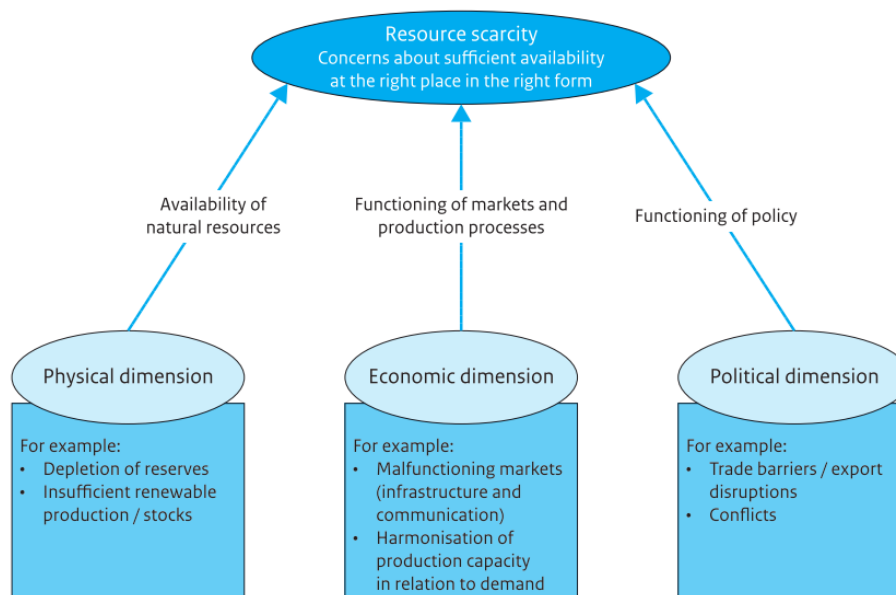 Resource scarcity
Concerns about sufficient availability
at the right place in the right form
Availability of
natural resources
Functioning of markets and
production processes
Functioning of policy
Physical dimension
Economic dimension
Political dimension
For example:
• Depletion of reserves
• Insufficient renewable
production / stocks
For example:
• Malfunctioning markets
(infrastructure and
communication)
• Harmonisation of
production capacity
in relation to demand
For example:
• Trade barriers / export
disruptions
• Conflicts